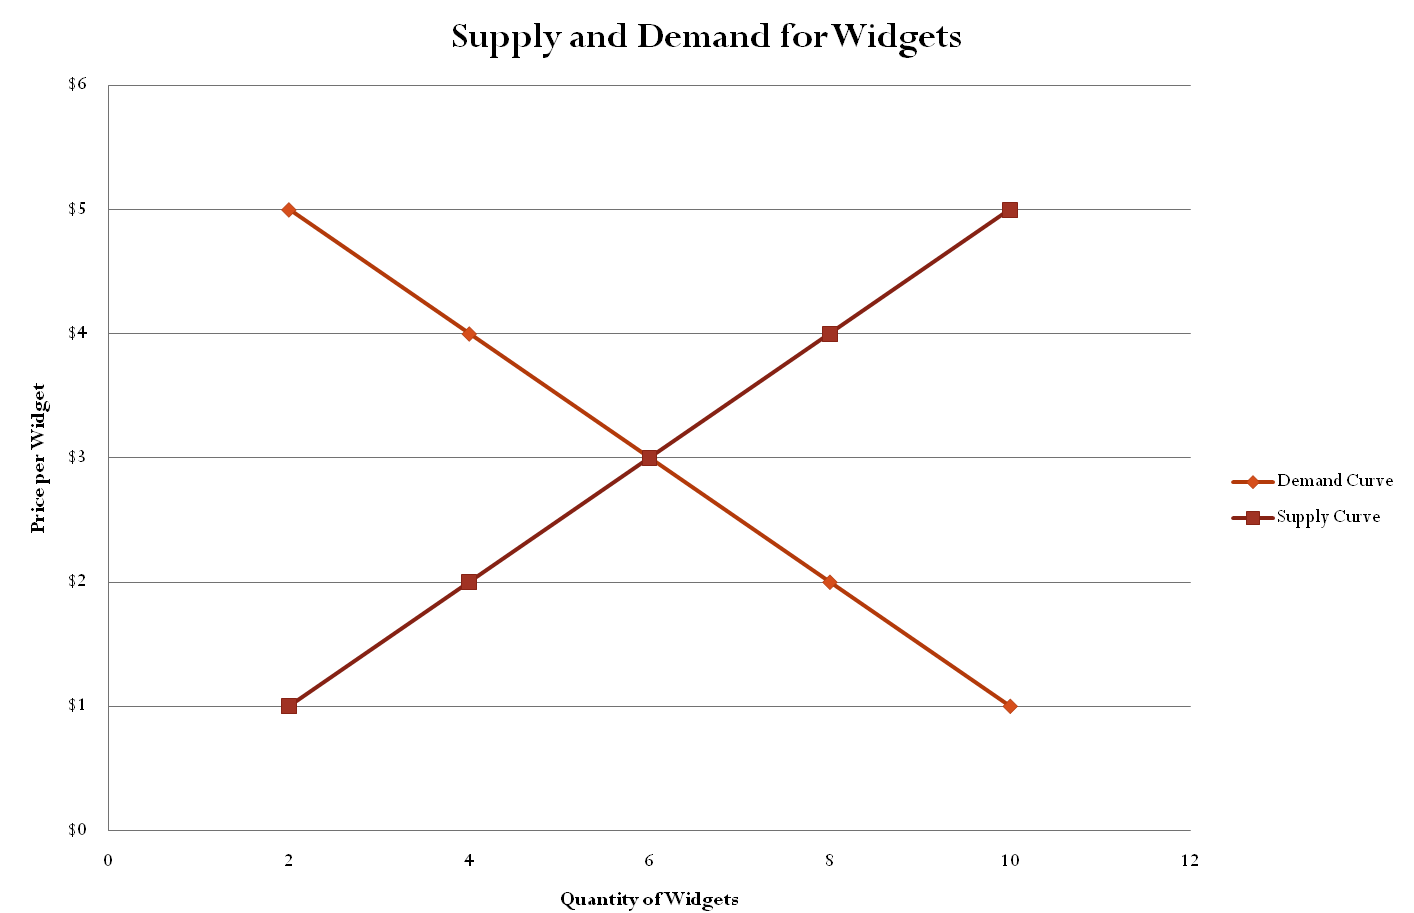 Supply and Demand for Widgets
$6
$5
$4
$3
$2
$1
$0
Price per Widget
0 2 4 6 8 10 12
Quantity of Widgets
Demand Curve
Supply Curve